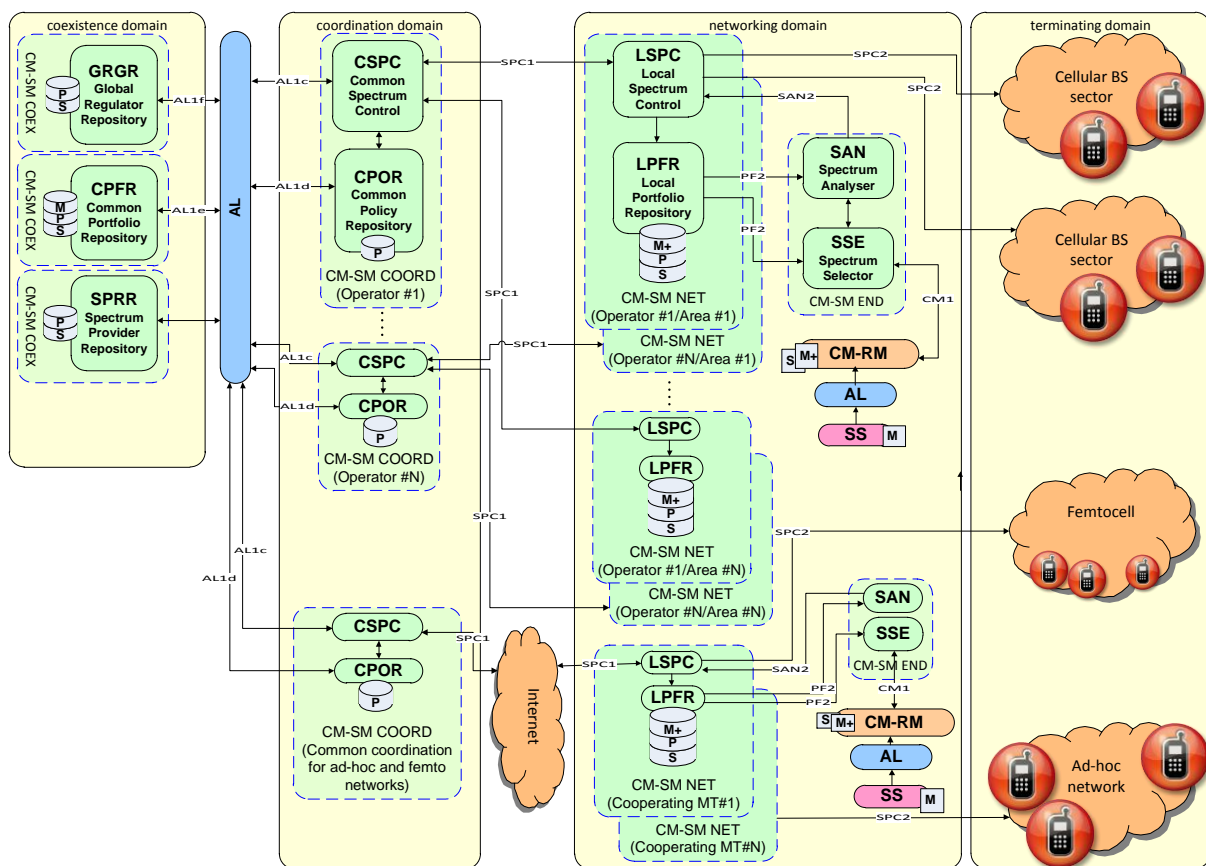 coexistence domain
CM-SM COEX
GRGR
Global
Regulator
Repository
P
S
AL1f
CM-SM COEX
CPFR
Common
Portfolio
Repository
M
P
S
AL1e
CM-SM COEX
SPRR
Spectrum
Provider
Repository
P
S
AL
coordination domain
AL1c
CSPC
Common
Spectrum
Control
AL1d
CPOR
Common
Policy
Repository
P
CM-SM COORD
(Operator #1)
AL1c
CSPC
AL1d
CPOR
P
CM-SM COORD
(Operator #N)
AL1c
AL1d
CSPC
CPOR
P
CM-SM COORD
(Common coordination
for ad-hoc and femto
networks)
SPC1
SPC1
SPC1
SPC1
SPC1
Internet
SPC1
networking domain
LSPC
Local
Spectrum
Control
LPFR
Local
Portfolio
Repository
M+
P
S
CM-SM NET
(Operator #1/Area #1)
CM-SM NET
(Operator #N/Area #1)
SAN2
PF2
PF2
SAN
Spectrum
Analyser
SSE
Spectrum
Selector
CM-SM END
CM1
S
M+
CM-RM
AL
SS
M
LSPC
LPFR
M+
P
S
CM-SM NET
(Operator #1/Area #N)
CM-SM NET
(Operator #N/Area #N)
LSPC
LPFR
M+
P
S
CM-SM NET
(Cooperating MT#1)
CM-SM NET
(Cooperating MT#N)
SAN2
PF2
PF2
SAN
SSE
CM-SM END
CM1
S
M+
CM-RM
AL
SS
M
SPC2
SPC2
SPC2
SPC2
terminating domain
Cellular BS
sector
Cellular BS
sector
Femtocell
Ad-hoc
network